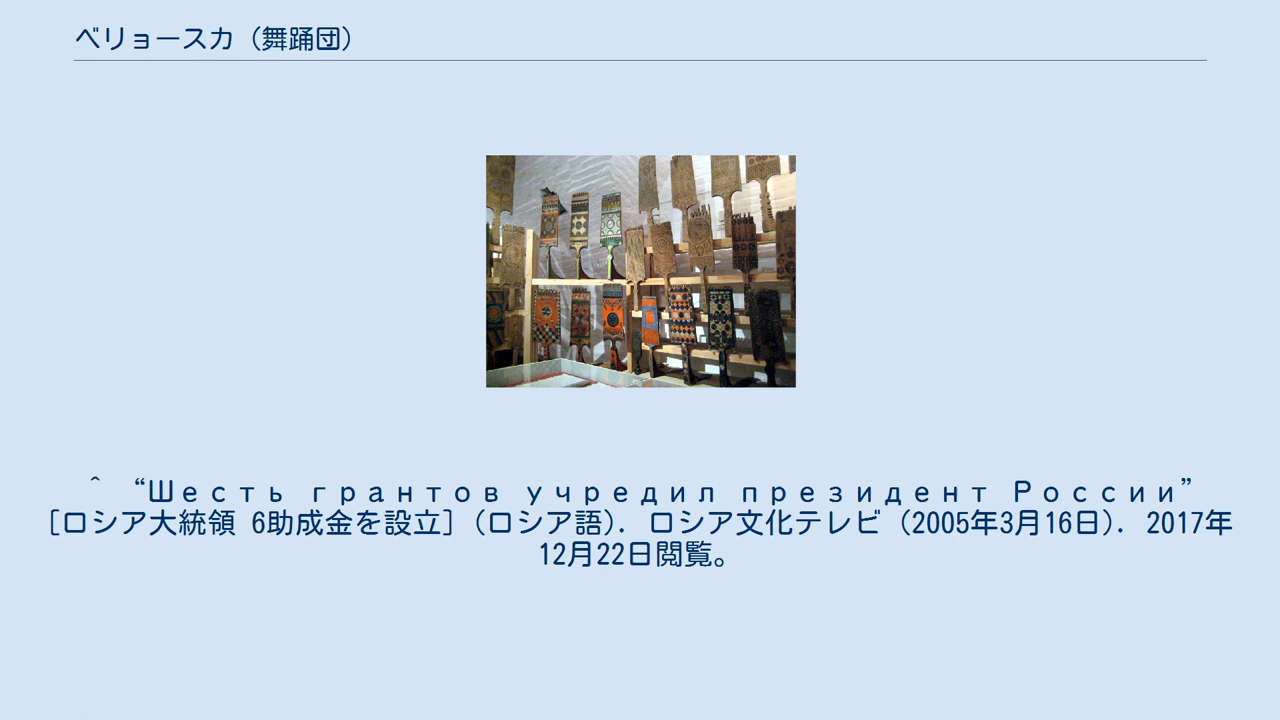 ベリョースカ (舞踊団)
^ “Шесть грантов учредил президент России”
[ロシア大統領 6助成金を設立] (ロシア語). ロシア文化テレビ (2005年3月16日). 2017年
12月22日閲覧。